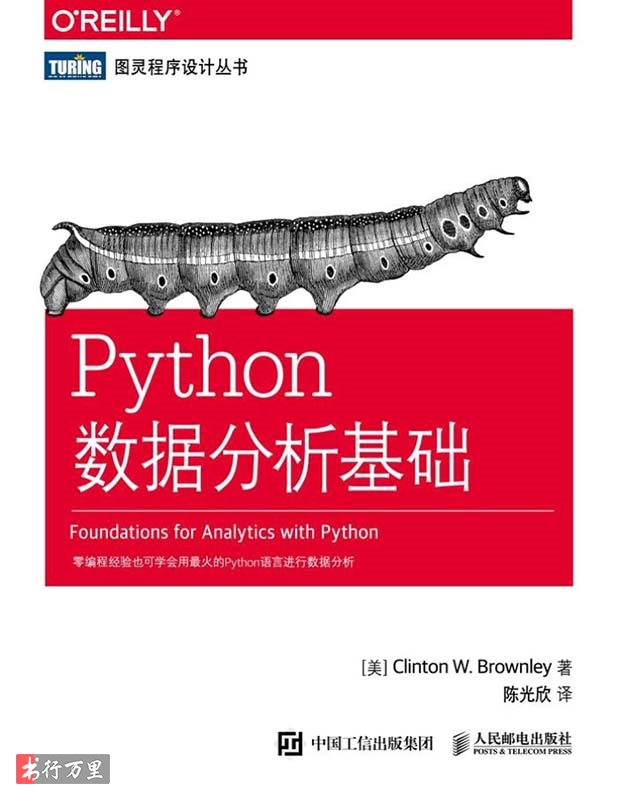 O'REILLY®
TURING 图灵程序设计丛书
Python
数据分析基础
Foundations for Analytics with Python
零编程经验也可学会用最火的Python语言进行数据分析
[美] Clinton W. Brownley 著
陈光欣 译
中国工信出版集团 人民邮电出版社
POSTS & TELECOM PRESS
书行万里